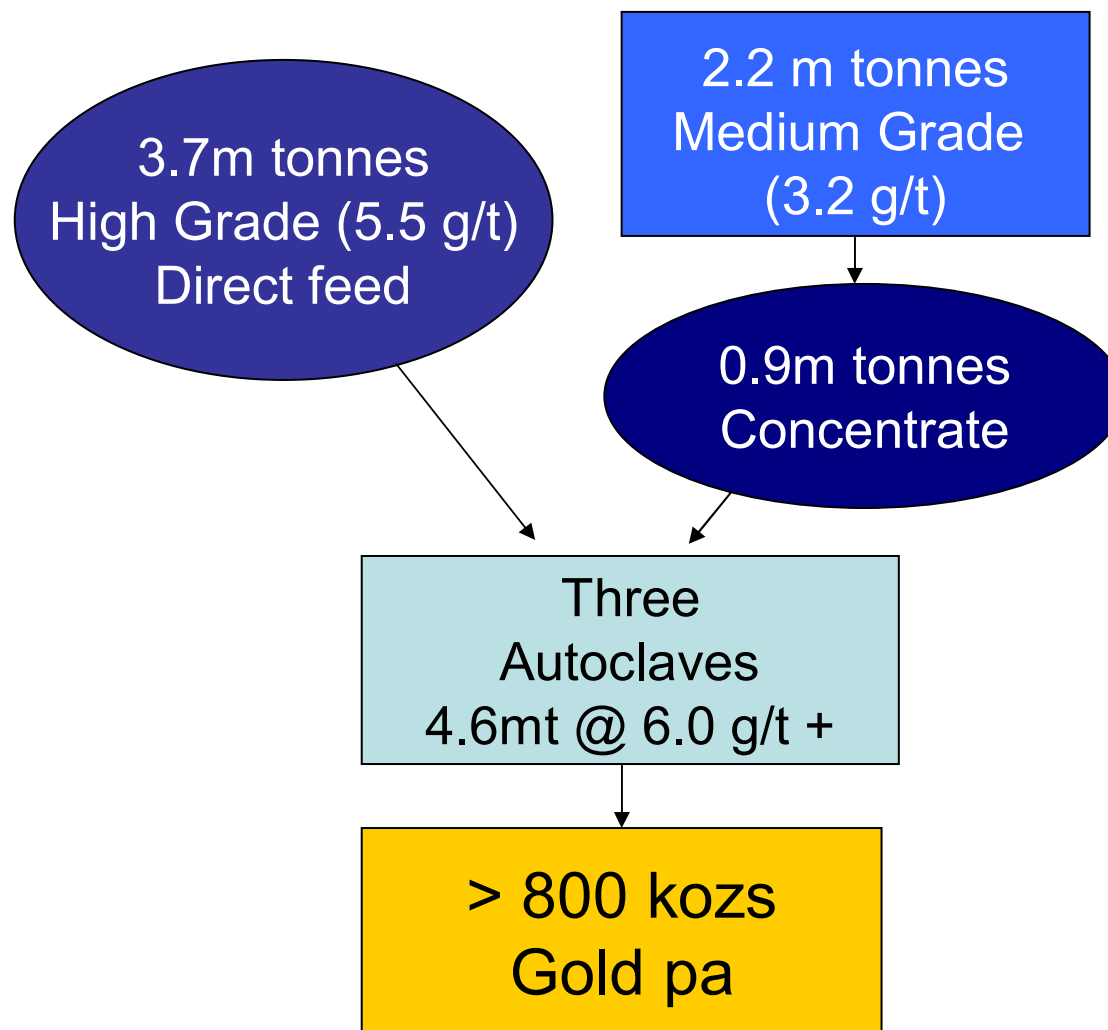 3.7m tonnes
High Grade (5.5 g/t)
Direct feed
2.2 m tonnes
Medium Grade
(3.2 g/t)
0.9m tonnes
Concentrate
Three
Autoclaves
4.6mt @ 6.0 g/t +
> 800 kozs
Gold pa